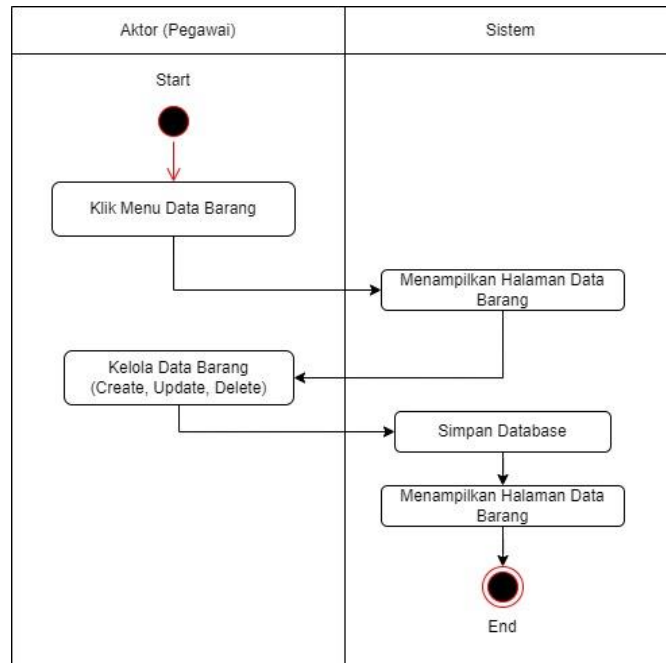 Aktor (Pegawai)
Sistem
Start
Klik Menu Data Barang
Menampilkan Halaman Data
Barang
Kelola Data Barang
(Create, Update, Delete)
Simpan Database
Menampilkan Halaman Data
Barang
End